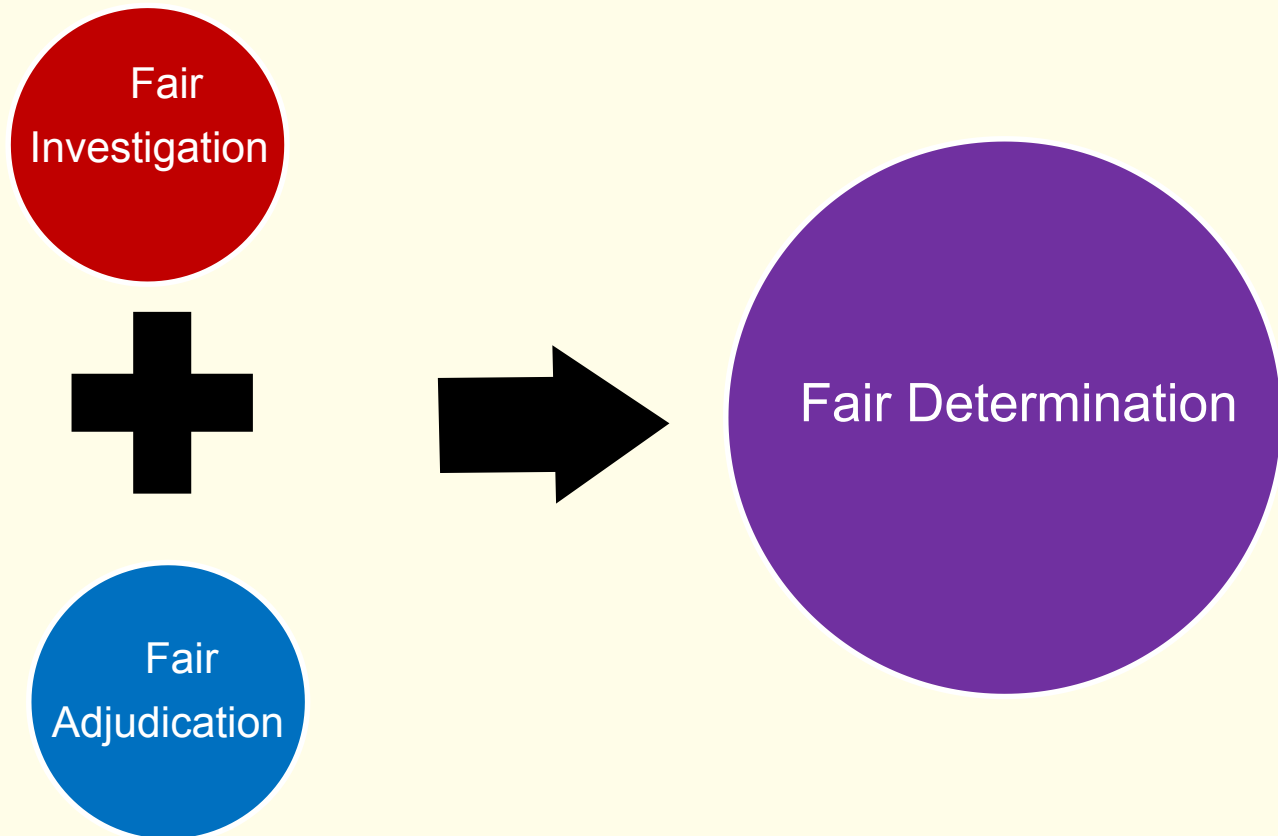 Fair
Investigation
Fair Determination
Fair
Adjudication